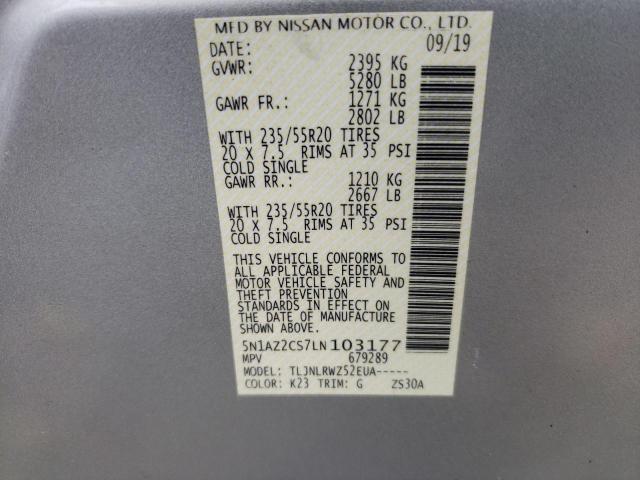 MFD BY NISSAN MOTOR CO., LTD.
DATE: 09/19
GVWR: 2395 KG
5280 LB
GAWR FR.: 1271 KG
2802 LB
WITH 235/55R20 TIRES
20 X 7.5 RIMS AT 35 PSI
COLD SINGLE
GAWR RR.: 1210 KG
2667 LB
WITH 235/55R20 TIRES
20 X 7.5 RIMS AT 35 PSI
COLD SINGLE
THIS VEHICLE CONFORMS TO
ALL APPLICABLE FEDERAL
MOTOR VEHICLE SAFETY AND
THEFT PREVENTION
STANDARDS IN EFFECT ON
THE DATE OF MANUFACTURE
SHOWN ABOVE.
5N1AZ2CS7LN103177
MPV 679289
MODEL: TLJNLRWZ52EUA-----
COLOR: K23 TRIM: G ZS30A